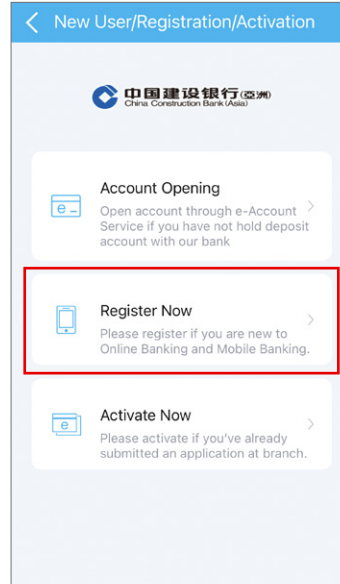 New User/Registration/Activation
中国建设银行(亞洲)
China Construction Bank (Asia)
Account Opening
e
Open account through e-Account
Service if you have not hold deposit
account with our bank
Register Now
Please register if you are new to
Online Banking and Mobile Banking.
Activate Now
e
Please activate if you've already
submitted an application at branch.